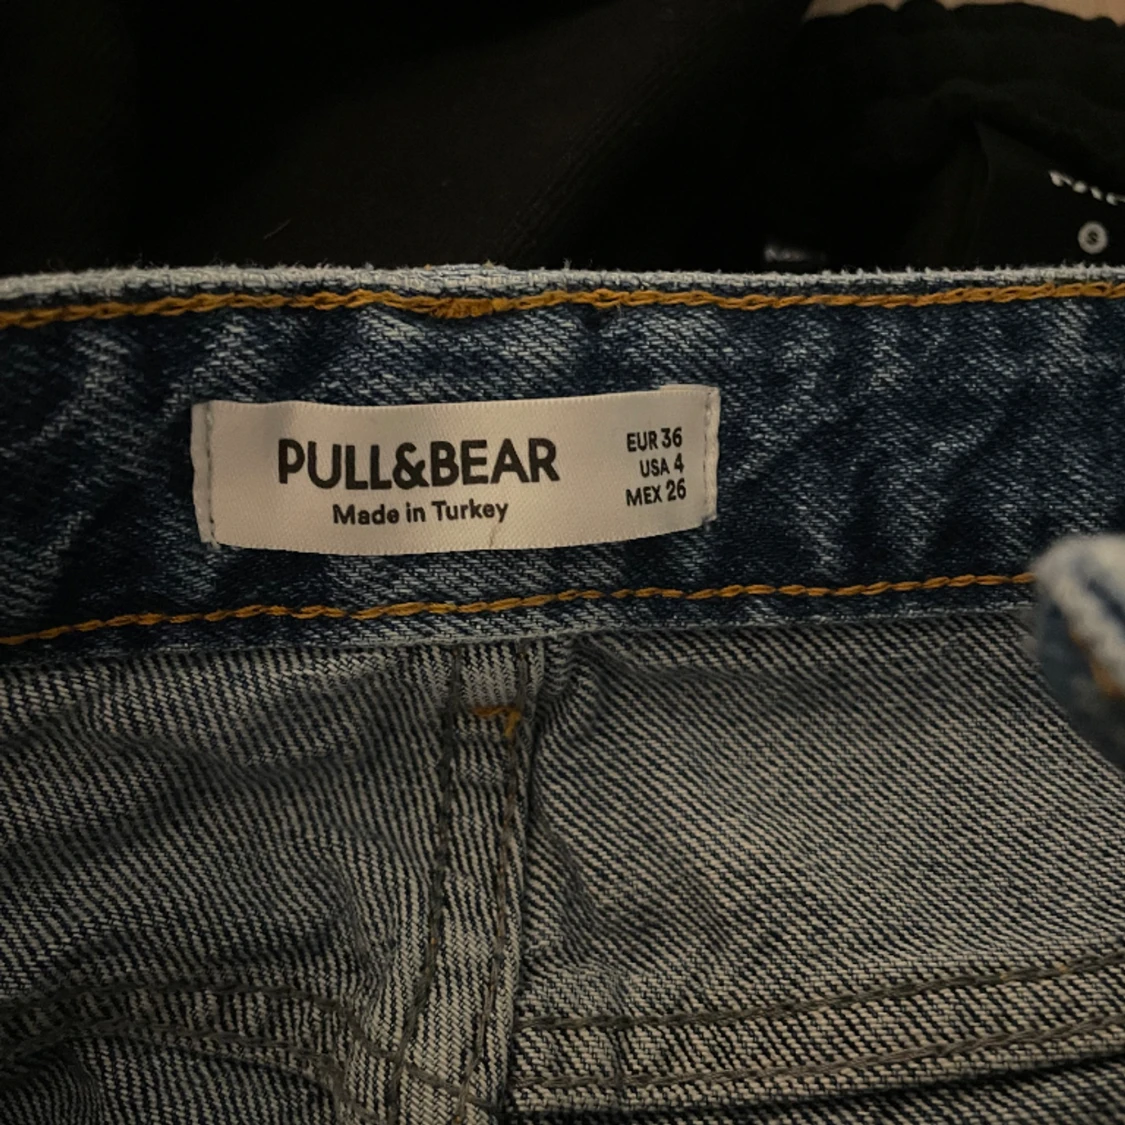 S
PULL&BEAR
Made in Turkey
EUR 36
USA 4
MEX 26